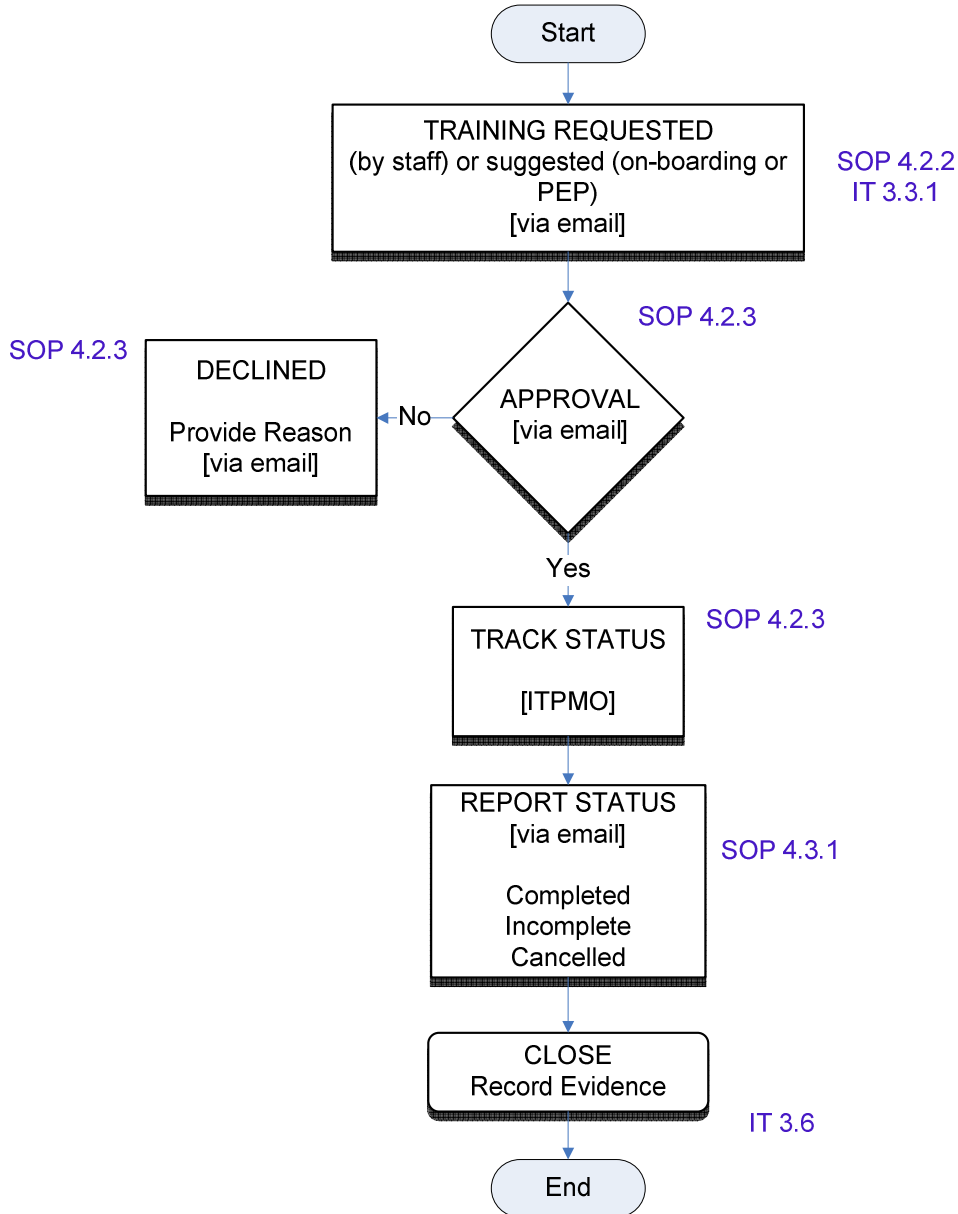 Start
TRAINING REQUESTED
(by staff) or suggested (on-boarding or
PEP)
[via email]
SOP 4.2.2
IT 3.3.1
SOP 4.2.3
SOP 4.2.3
DECLINED
Provide Reason
[via email]
No
APPROVAL
[via email]
Yes
SOP 4.2.3
TRACK STATUS
[ITPMO]
REPORT STATUS
[via email]
Completed
Incomplete
Cancelled
SOP 4.3.1
CLOSE
Record Evidence
IT 3.6
End